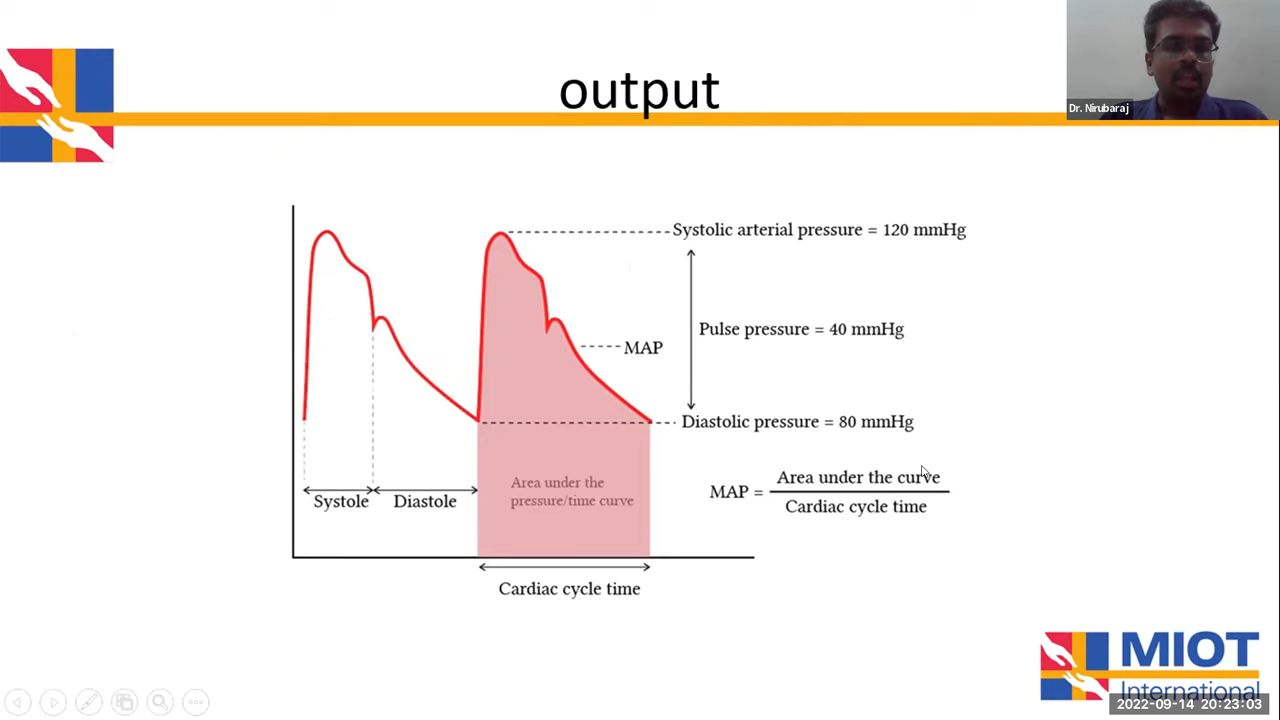 output
Dr. Nirubaraj
Systolic arterial pressure = 120 mmHg
Pulse pressure = 40 mmHg
MAP
Diastolic pressure = 80 mmHg
Systole
Diastole
Area under the
pressure/time curve
MAP = Area under the curve
Cardiac cycle time
Cardiac cycle time
MIOT
International
2022-09-14 20:23:03